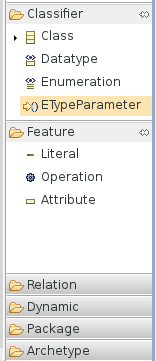 Classifier
Class
Datatype
Enumeration
ETypeParameter
Feature
Literal
Operation
Attribute
Relation
Dynamic
Package
Archetype